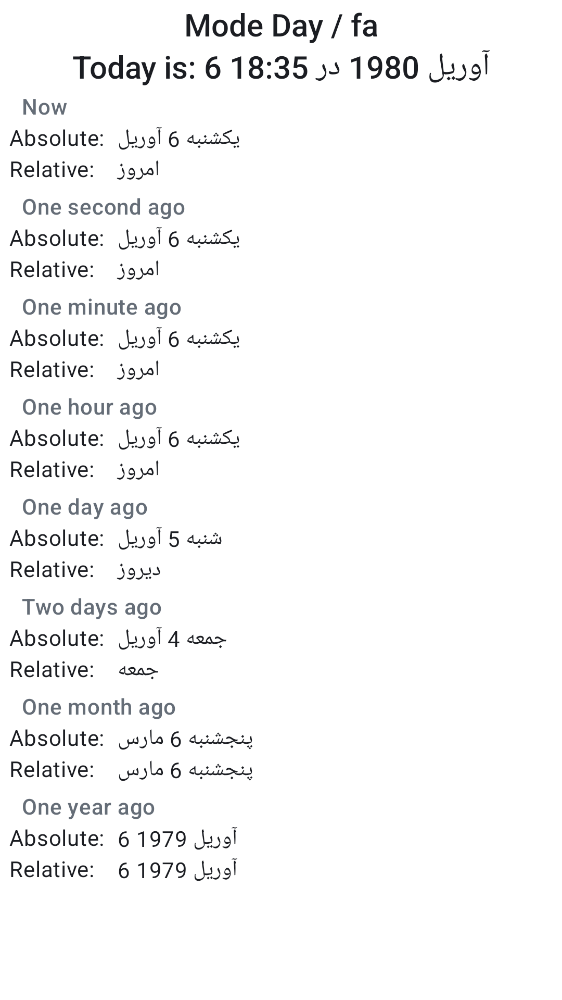 Mode Day / fa
Today is: 6 آوریل 1980 در 18:35
Now
Absolute: یکشنبه 6 آوریل
Relative: امروز
One second ago
Absolute: یکشنبه 6 آوریل
Relative: امروز
One minute ago
Absolute: یکشنبه 6 آوریل
Relative: امروز
One hour ago
Absolute: یکشنبه 6 آوریل
Relative: امروز
One day ago
Absolute: شنبه 5 آوریل
Relative: دیروز
Two days ago
Absolute: جمعه 4 آوریل
Relative: جمعه
One month ago
Absolute: پنجشنبه 6 مارس
Relative: پنجشنبه 6 مارس
One year ago
Absolute: 6 آوریل 1979
Relative: 6 آوریل 1979